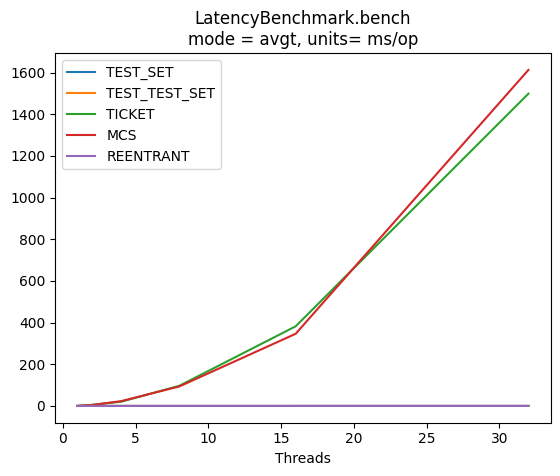 LatencyBenchmark.bench
mode = avgt, units= ms/op
TEST_SET
TEST_TEST_SET
TICKET
MCS
REENTRANT
1600
1400
1200
1000
800
600
400
200
0
0 5 10 15 20 25 30
Threads